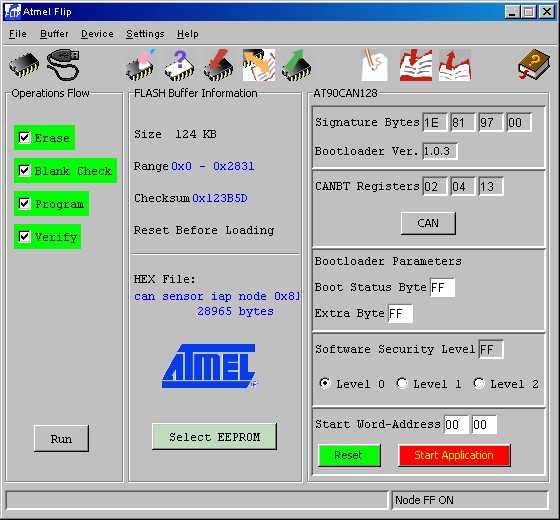 Atmel Flip
File Buffer Device Settings Help
Operations Flow
Erase
Blank Check
Program
Verify
Run
FLASH Buffer Information
Size 124 KB
Range 0x0 - 0x2831
Checksum 0x123B5D
Reset Before Loading
HEX File:
can sensor iap node 0x81
28965 bytes
ATMEL
Select EEPROM
AT90CAN128
Signature Bytes 1E 81 97 00
Bootloader Ver. 1.0.3
CANBT Registers 02 04 13
CAN
Bootloader Parameters
Boot Status Byte FF
Extra Byte FF
Software Security Level FF
Level 0 Level 1 Level 2
Start Word-Address 00 00
Reset Start Application
Node FF ON